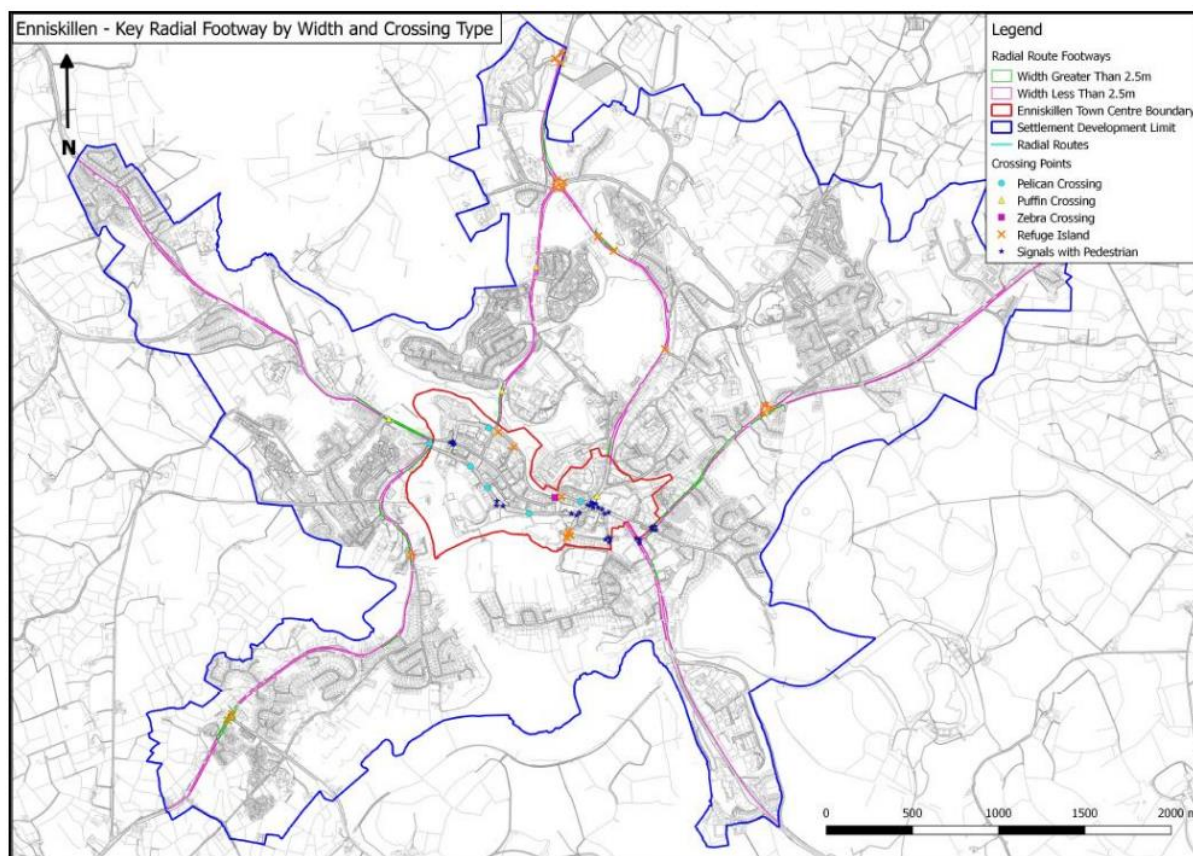 Enniskillen - Key Radial Footway by Width and Crossing Type
N
Legend
Radial Route Footways
Width Greater Than 2.5m
Width Less Than 2.5m
Enniskillen Town Centre Boundary
Settlement Development Limit
Radial Routes
Crossing Points
Pelican Crossing
Puffin Crossing
Zebra Crossing
Refuge Island
Signals with Pedestrian
0 500 1000 1500 2000 m